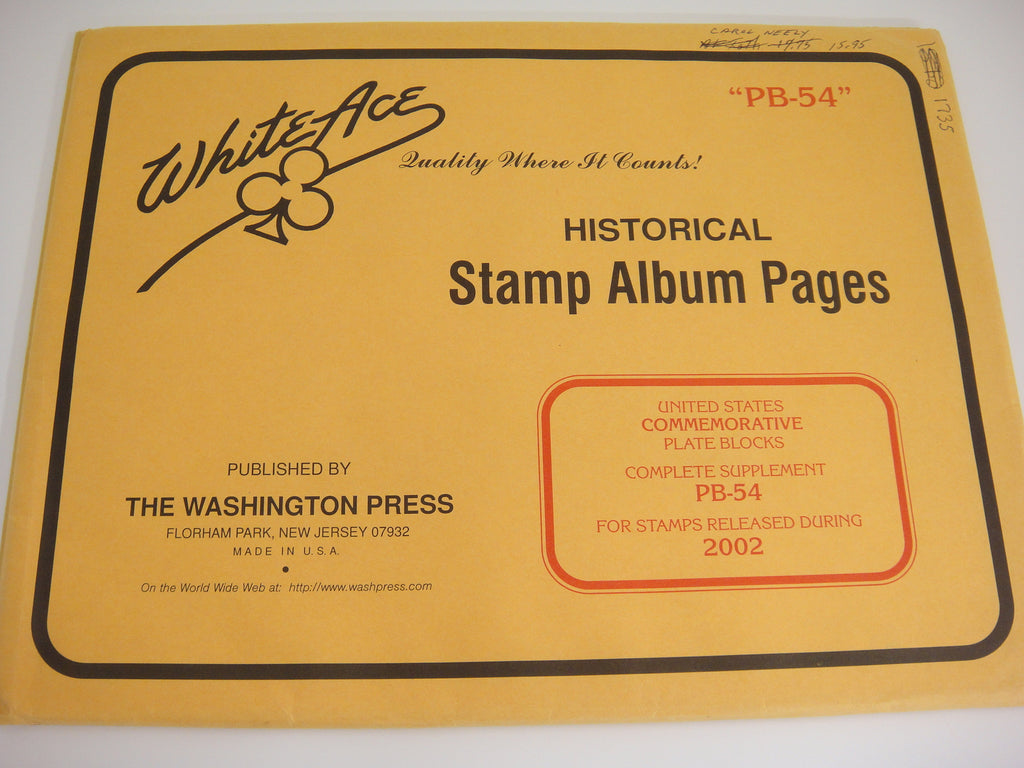 CAROL NEELY
15.95
1735
"PB-54"
WhiteAce
Quality Where It Counts!
HISTORICAL
Stamp Album Pages
UNITED STATES
COMMEMORATIVE
PLATE BLOCKS
COMPLETE SUPPLEMENT
PB-54
FOR STAMPS RELEASED DURING
2002
PUBLISHED BY
THE WASHINGTON PRESS
FLORHAM PARK, NEW JERSEY 07932
MADE IN U.S.A.
On the World Wide Web at: http://www.washpress.com